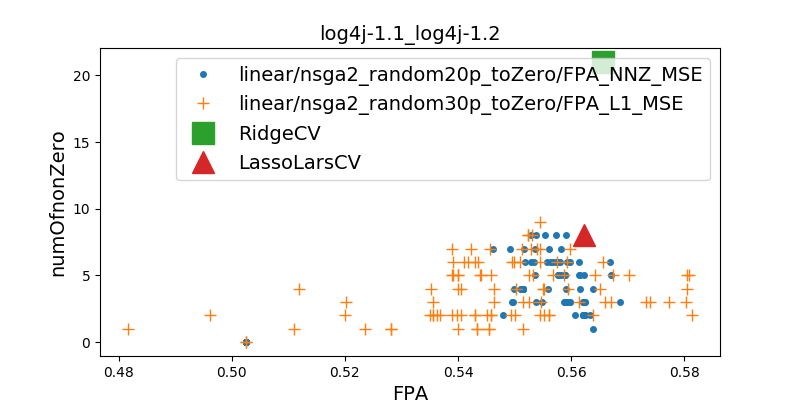 log4j-1.1_log4j-1.2
linear/nsga2_random20p_toZero/FPA_NNZ_MSE
linear/nsga2_random30p_toZero/FPA_L1_MSE
RidgeCV
LassoLarsCV
numOfnonZero
20
15
10
5
0
0.48 0.50 0.52 0.54 0.56 0.58
FPA